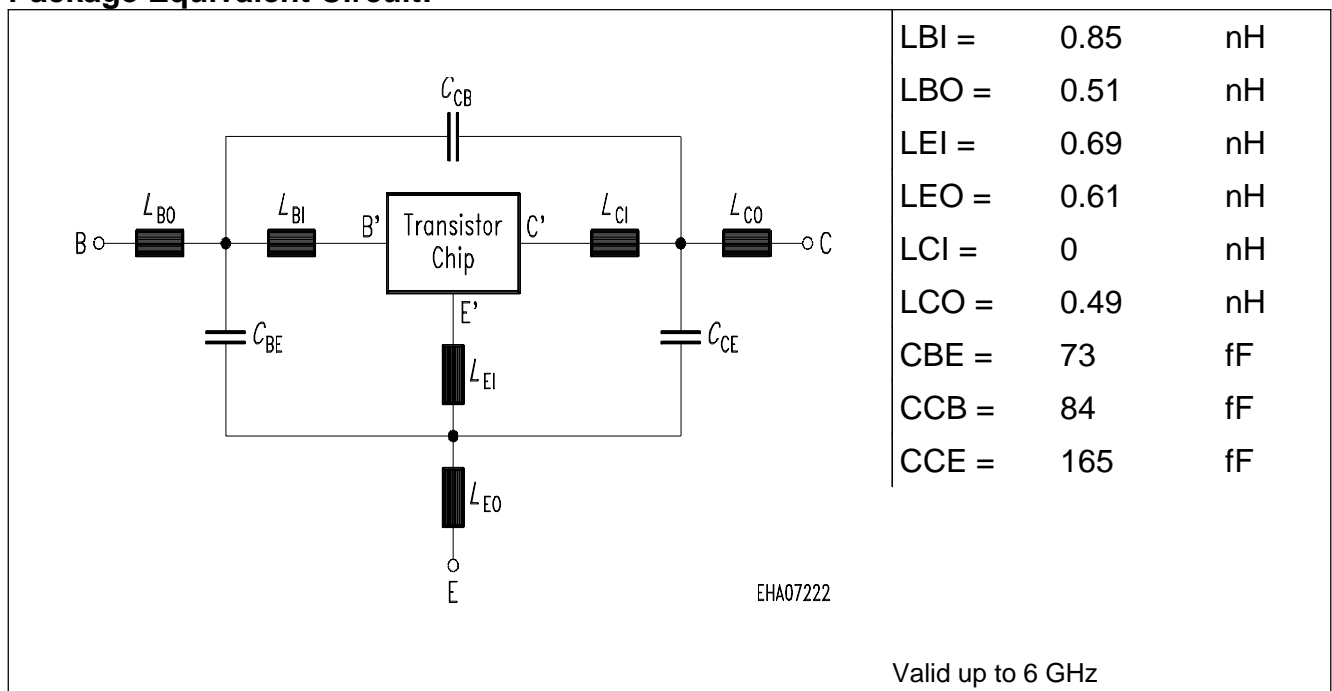 Package Equivalent Circuit:
C_CB
L_BO L_BI B' Transistor Chip C' L_CI L_CO
B C
E'
C_BE C_CE
L_EI
L_EO
E
EHA07222
LBI = 0.85 nH
LBO = 0.51 nH
LEI = 0.69 nH
LEO = 0.61 nH
LCI = 0 nH
LCO = 0.49 nH
CBE = 73 fF
CCB = 84 fF
CCE = 165 fF
Valid up to 6 GHz